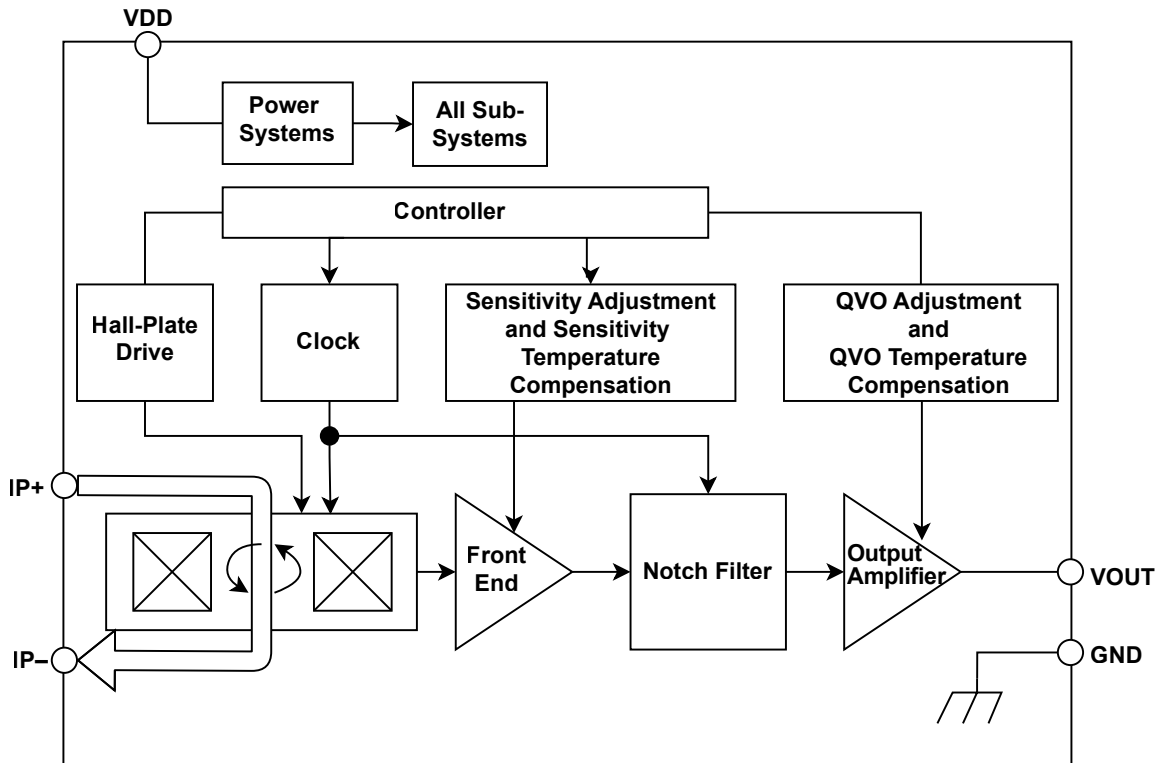 VDD
Power
Systems
All Sub-
Systems
Controller
Hall-Plate
Drive
Clock
Sensitivity Adjustment
and Sensitivity
Temperature
Compensation
QVO Adjustment
and
QVO Temperature
Compensation
IP+
IP–
Front
End
Notch Filter
Output
Amplifier
VOUT
GND